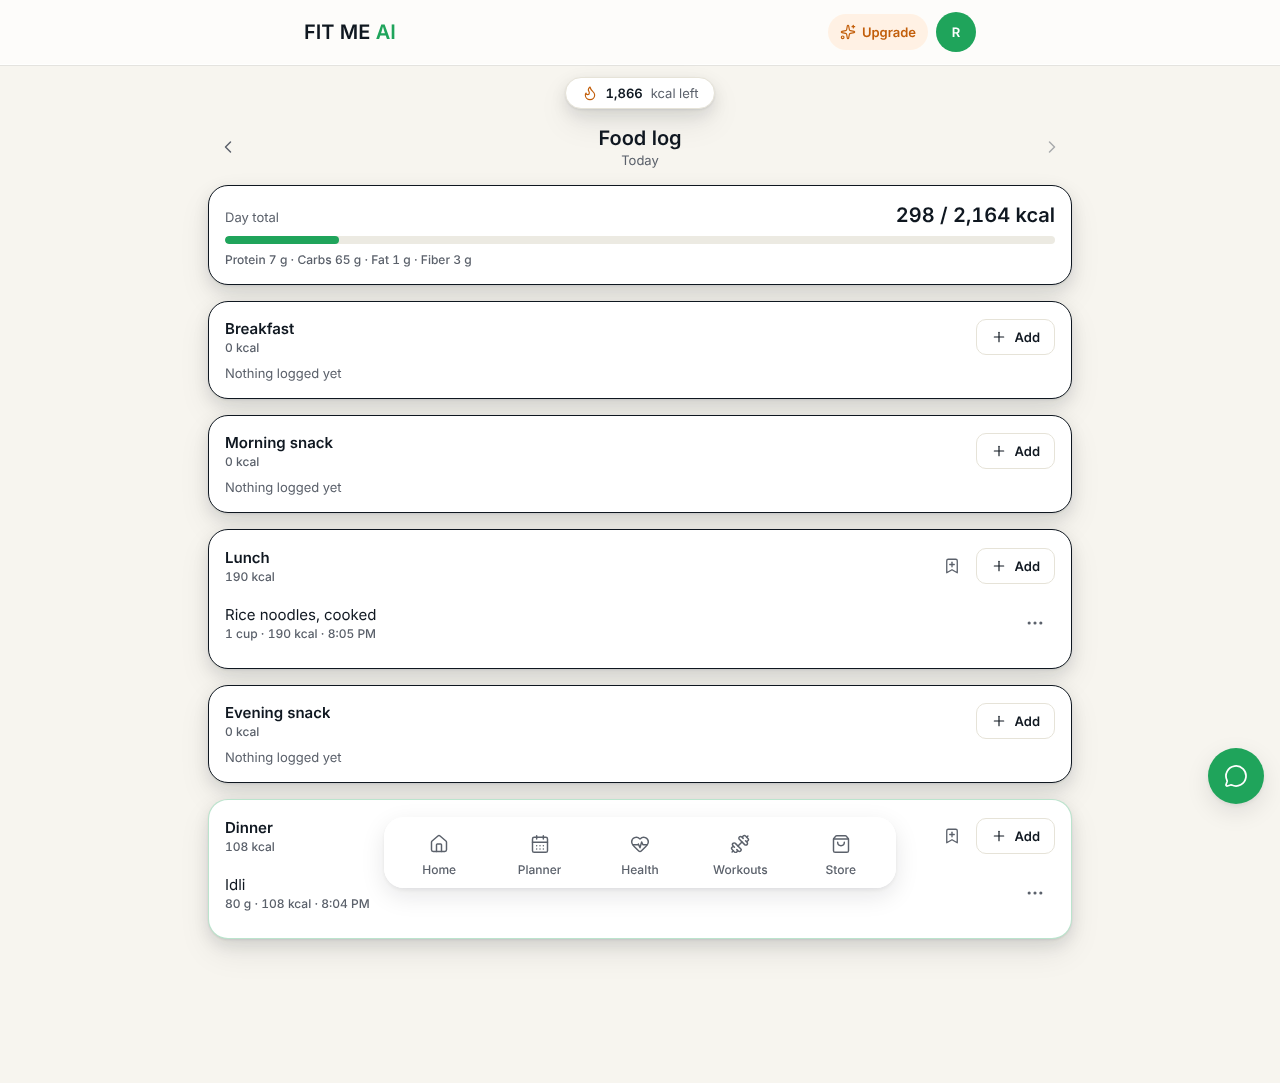 FIT ME AI
Upgrade
R
1,866 kcal left
Food log
Today
Day total
298 / 2,164 kcal
Protein 7 g · Carbs 65 g · Fat 1 g · Fiber 3 g
Breakfast
0 kcal
Add
Nothing logged yet
Morning snack
0 kcal
Add
Nothing logged yet
Lunch
190 kcal
Add
Rice noodles, cooked
1 cup · 190 kcal · 8:05 PM
Evening snack
0 kcal
Add
Nothing logged yet
Dinner
108 kcal
Add
Idli
80 g · 108 kcal · 8:04 PM
Home
Planner
Health
Workouts
Store